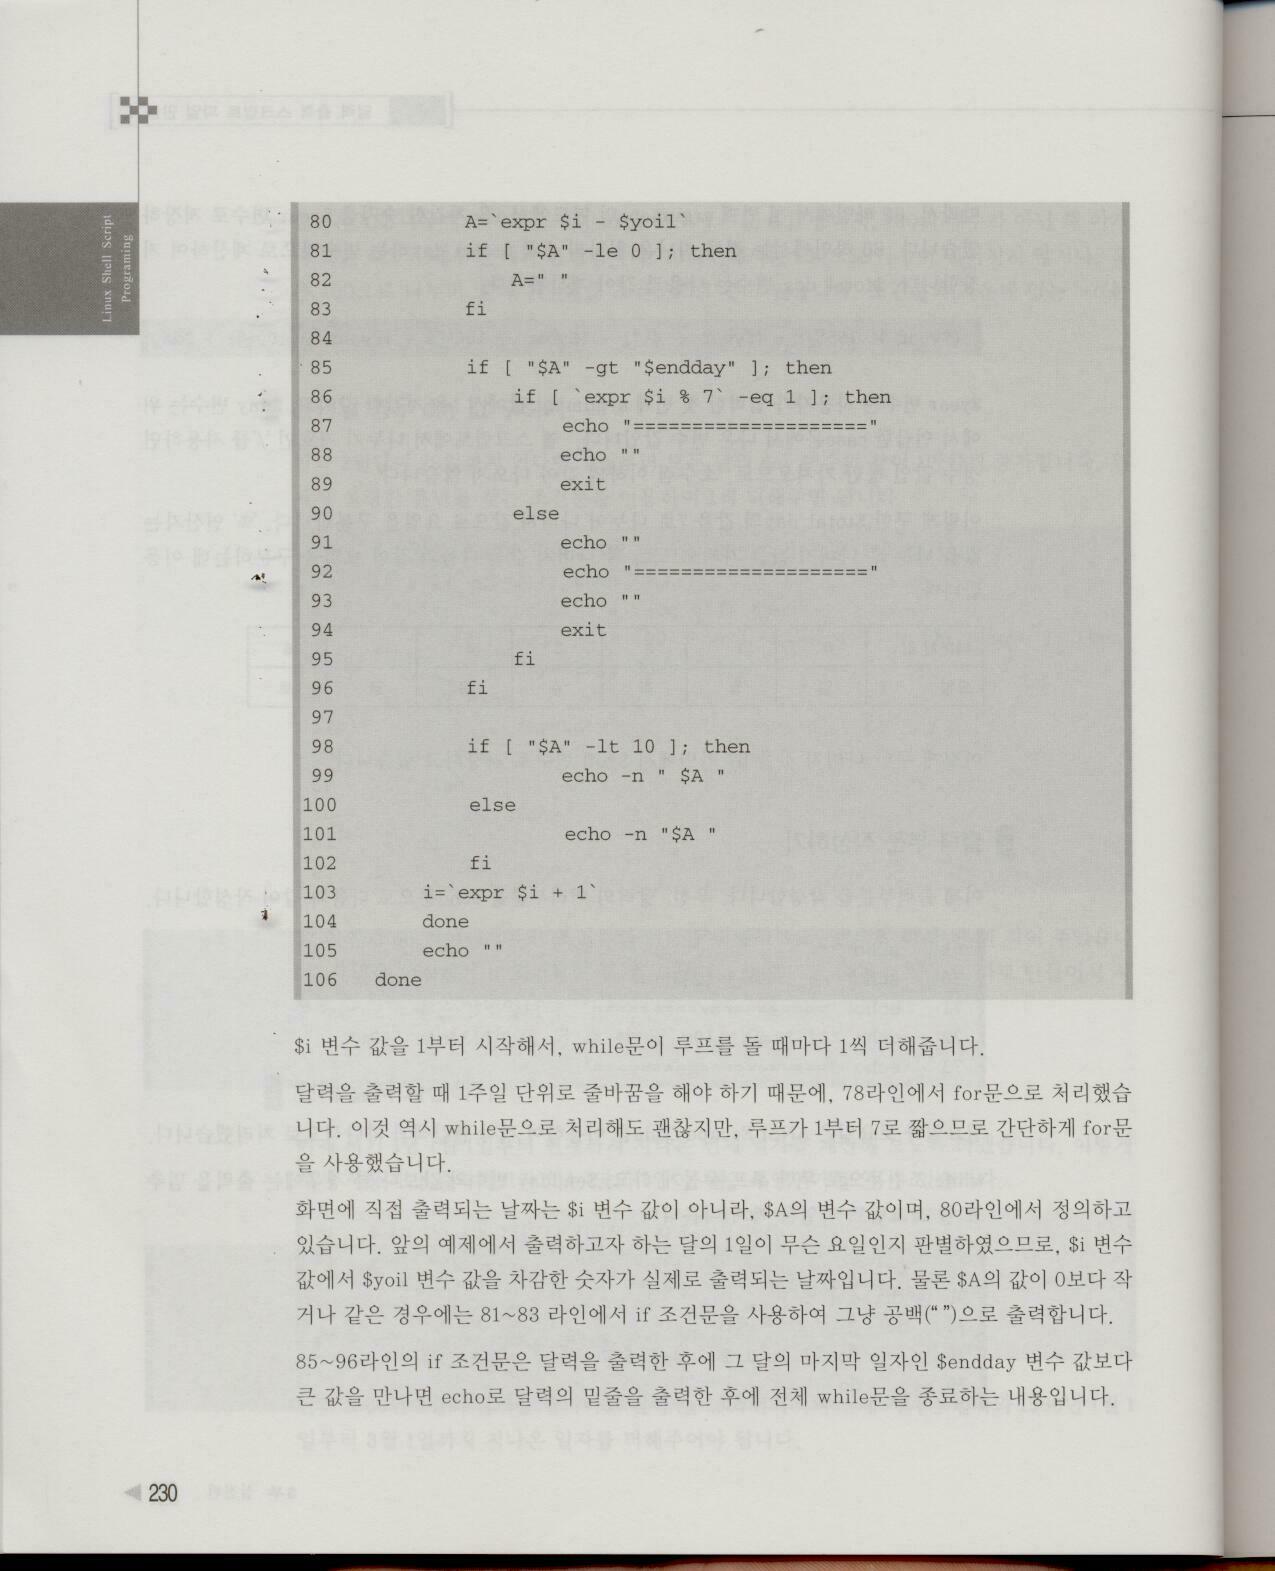 Linux Shell Script
Programing
80 A=`expr $i - $yoil`
81 if [ "$A" -le 0 ]; then
82 A=" "
83 fi
84
85 if [ "$A" -gt "$endday" ]; then
86 if [ `expr $i % 7` -eq 1 ]; then
87 echo "===================="
88 echo ""
89 exit
90 else
91 echo ""
92 echo "===================="
93 echo ""
94 exit
95 fi
96 fi
97
98 if [ "$A" -lt 10 ]; then
99 echo -n " $A "
100 else
101 echo -n "$A "
102 fi
103 i=`expr $i + 1`
104 done
105 echo ""
106 done
$i 변수 값을 1부터 시작해서, while문이 루프를 돌 때마다 1씩 더해줍니다.
달력을 출력할 때 1주일 단위로 줄바꿈을 해야 하기 때문에, 78라인에서 for문으로 처리했습
니다. 이것 역시 while문으로 처리해도 괜찮지만, 루프가 1부터 7로 짧으므로 간단하게 for문
을 사용했습니다.
화면에 직접 출력되는 날짜는 $i 변수 값이 아니라, $A의 변수 값이며, 80라인에서 정의하고
있습니다. 앞의 예제에서 출력하고자 하는 달의 1일이 무슨 요일인지 판별하였으므로, $i 변수
값에서 $yoil 변수 값을 차감한 숫자가 실제로 출력되는 날짜입니다. 물론 $A의 값이 0보다 작
거나 같은 경우에는 81~83 라인에서 if 조건문을 사용하여 그냥 공백(“ ”)으로 출력합니다.
85~96라인의 if 조건문은 달력을 출력한 후에 그 달의 마지막 일자인 $endday 변수 값보다
큰 값을 만나면 echo로 달력의 밑줄을 출력한 후에 전체 while문을 종료하는 내용입니다.
230